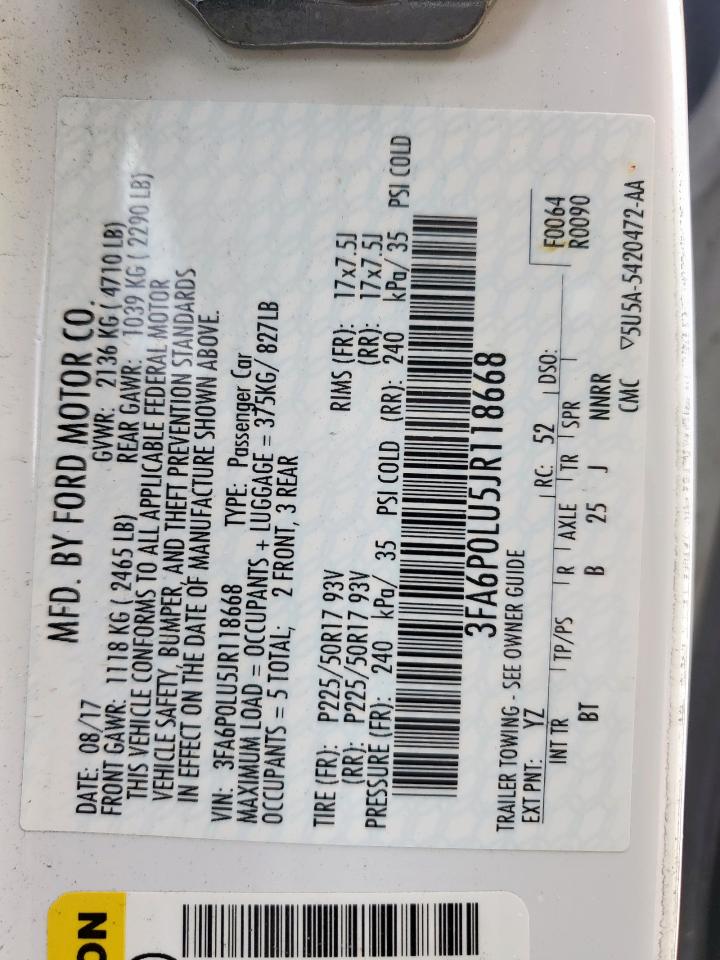 MFD. BY FORD MOTOR CO.
DATE: 08/17 GVWR: 2136 KG ( 4710 LB)
FRONT GAWR: 1118 KG ( 2465 LB) REAR GAWR: 1039 KG ( 2290 LB)
THIS VEHICLE CONFORMS TO ALL APPLICABLE FEDERAL MOTOR
VEHICLE SAFETY, BUMPER, AND THEFT PREVENTION STANDARDS
IN EFFECT ON THE DATE OF MANUFACTURE SHOWN ABOVE.
VIN: 3FA6P0LU5JR118668 TYPE: Passenger Car
MAXIMUM LOAD = OCCUPANTS + LUGGAGE = 375KG/ 827LB
OCCUPANTS = 5 TOTAL; 2 FRONT, 3 REAR
TIRE (FR): P225/50R17 93V RIMS (FR): 17x7.5J
(RR): P225/50R17 93V (RR): 17x7.5J
PRESSURE (FR): 240 kPa/ 35 PSI COLD (RR): 240 kPa/ 35 PSI COLD
3FA6P0LU5JR118668
TRAILER TOWING - SEE OWNER GUIDE
F0064
EXT PNT: YZ RC: 52 DSO: R0090
INT TR TP/PS R AXLE TR SPR
BT B 25 J NNRR
CMC ▽5U5A-5420472-AA
ON